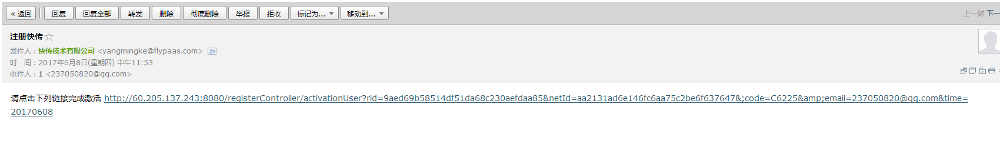 « 返回 回复 回复全部 转发 删除 彻底删除 举报 拒收 标记为... 移动到... 上一封 下一
注册快传☆
发件人：快传技术有限公司 <yangmingke@flypaas.com>
时 间：2017年6月8日(星期四) 中午11:53
收件人：1 <237050820@qq.com>
请点击下列链接完成激活 http://60.205.137.243:8080/registerController/activationUser?rid=9aed69b58514df51da68c230aefdaa85&netId=aa2131ad6e146fc6aa75c2be6f637647&;code=C6225&amp;email=237050820@qq.com&time=
20170608